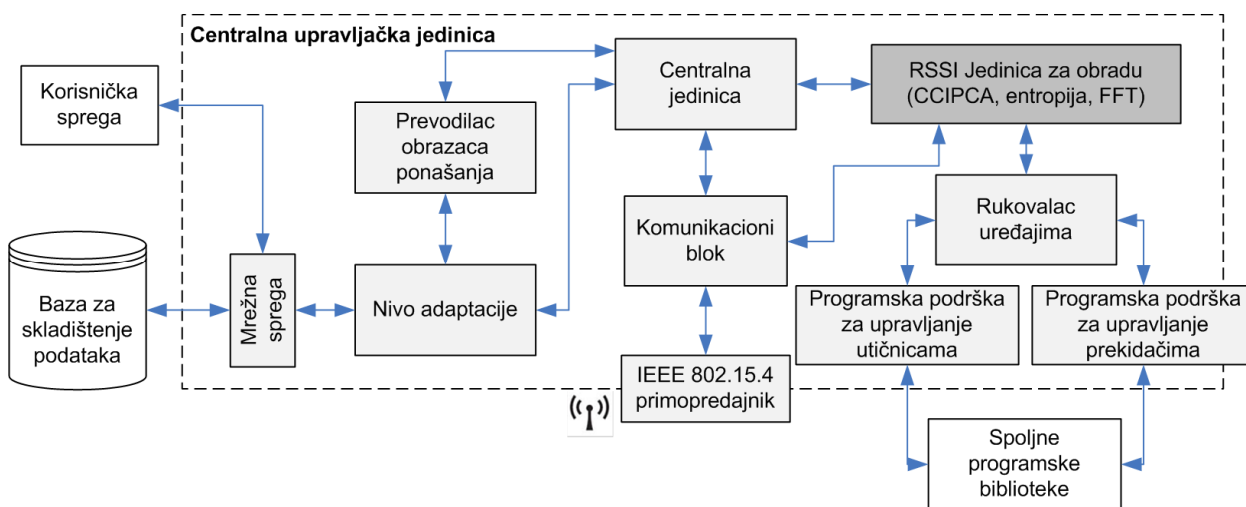 Centralna upravljačka jedinica
Korisnička
sprega
Prevodilac
obrazaca
ponašanja
Centralna
jedinica
RSSI Jedinica za obradu
(CCIPCA, entropija, FFT)
Komunikacioni
blok
Rukovalac
uređajima
Baza za
skladištenje
podataka
Mrežna
sprega
Nivo adaptacije
Programska podrška
za upravljanje
utičnicama
Programska podrška
za upravljanje
prekidačima
IEEE 802.15.4
primopredajnik
Spoljne
programske
biblioteke